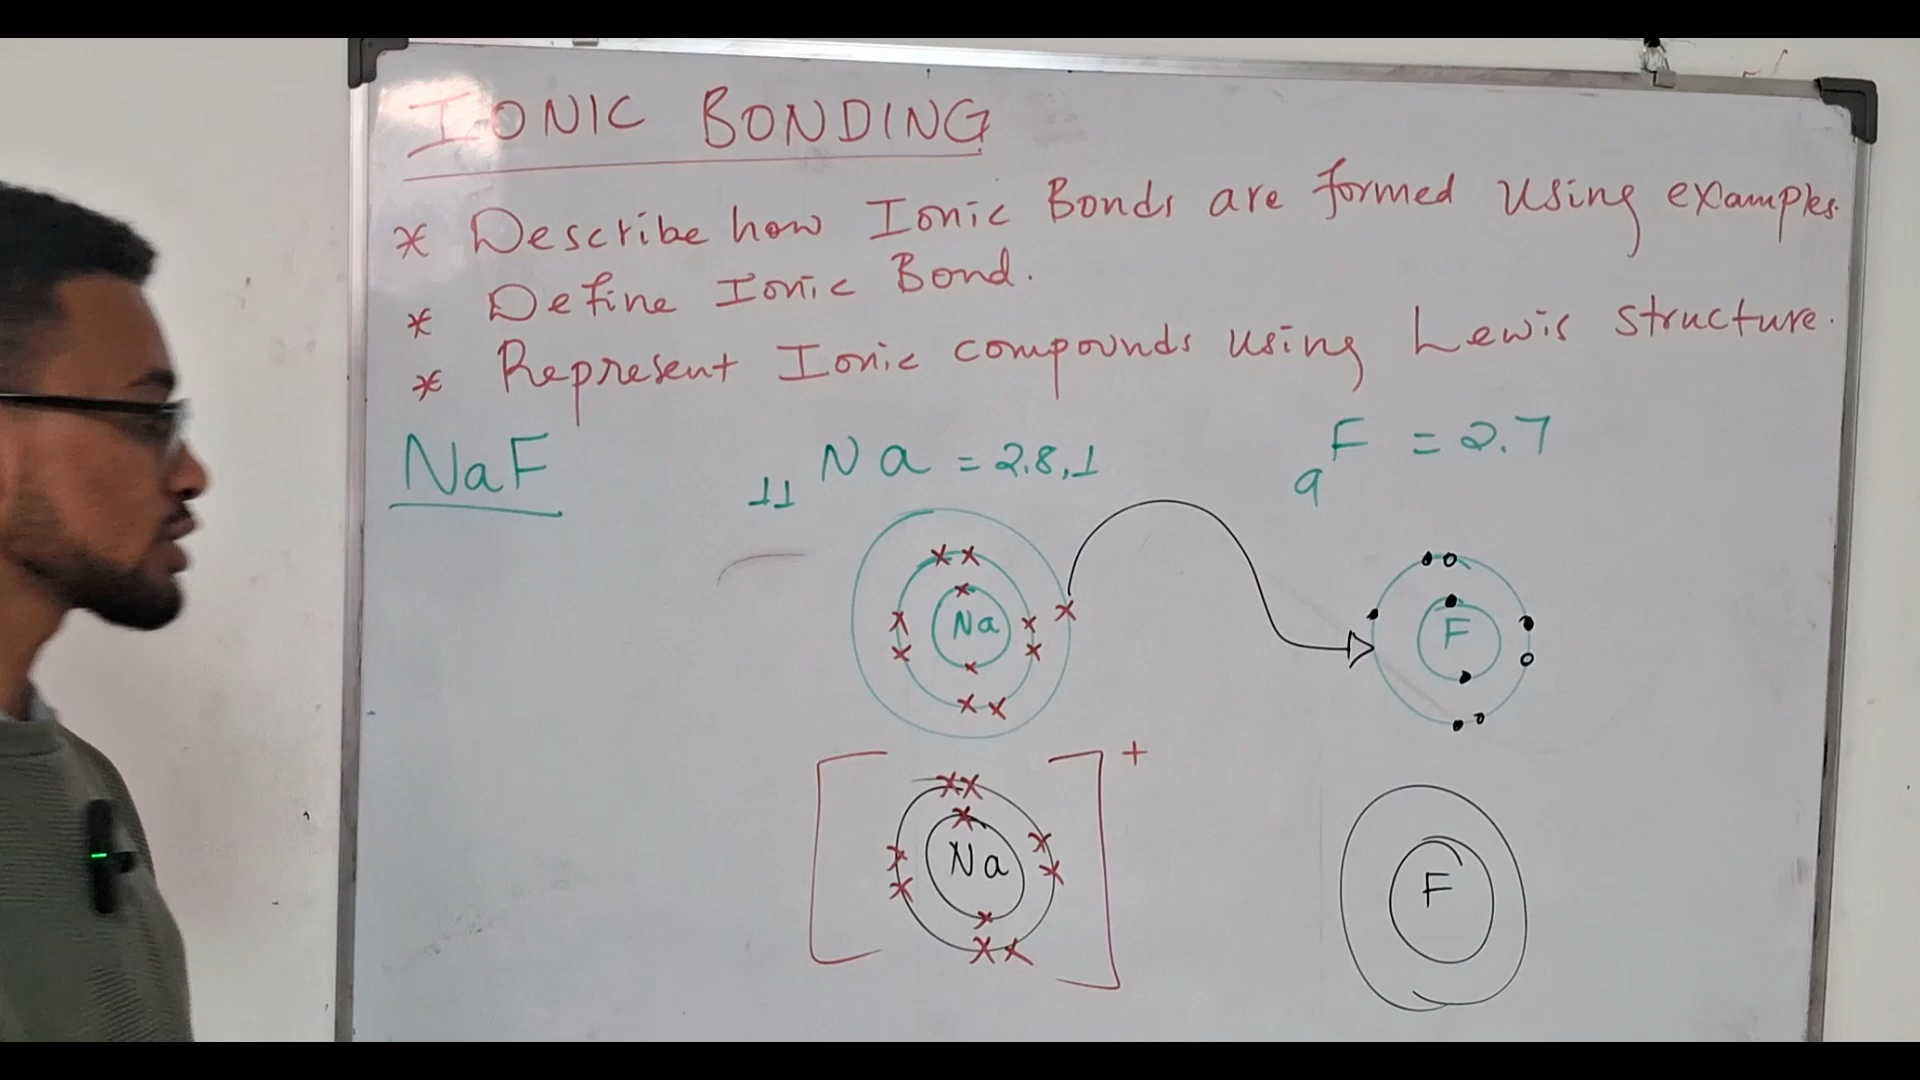 IONIC BONDING
* Describe how Ionic Bonds are formed using examples.
* Define Ionic Bond.
* Represent Ionic compounds using Lewis structure.
NaF
11 Na = 2.8,1
9 F = 2.7
Na
F
Na +
F